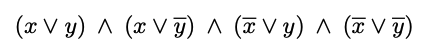 (x ∨ y) ∧ (x ∨ y̅) ∧ (x̅ ∨ y) ∧ (x̅ ∨ y̅)